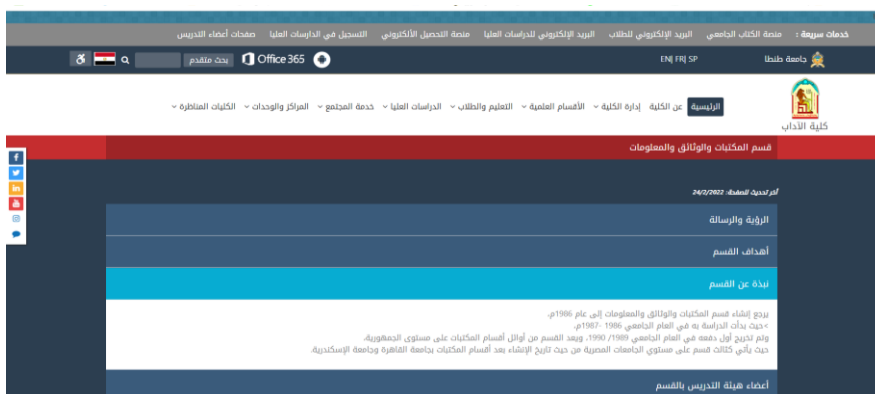 خدمات سريعة : منصة الكتاب الجامعي البريد الإلكتروني للطلاب البريد الإلكتروني للدراسات العليا منصة التحصيل الألكتروني التسجيل في الدارسات العليا صفحات أعضاء التدريس
جامعة طنطا EN| FR| SP Office 365 بحث متقدم
كلية الآداب
الرئيسية عن الكلية إدارة الكلية الأقسام العلمية التعليم والطلاب الدراسات العليا خدمة المجتمع المراكز والوحدات الكليات المناظرة
قسم المكتبات والوثائق والمعلومات
آخر تحديث للصفحة: 24/2/2022
الرؤية والرسالة
أهداف القسم
نبذة عن القسم
يرجع إنشاء قسم المكتبات والوثائق والمعلومات إلى عام 1986م.
>حيث بدأت الدراسة به في العام الجامعي 1986 -1987م.
وتم تخريج أول دفعه في العام الجامعي 1989/ 1990، ويعد القسم من أوائل أقسام المكتبات على مستوى الجمهورية.
حيث يأتي كثالث قسم على مستوي الجامعات المصرية من حيث تاريخ الإنشاء بعد أقسام المكتبات بجامعة القاهرة وجامعة الإسكندرية.
أعضاء هيئة التدريس بالقسم